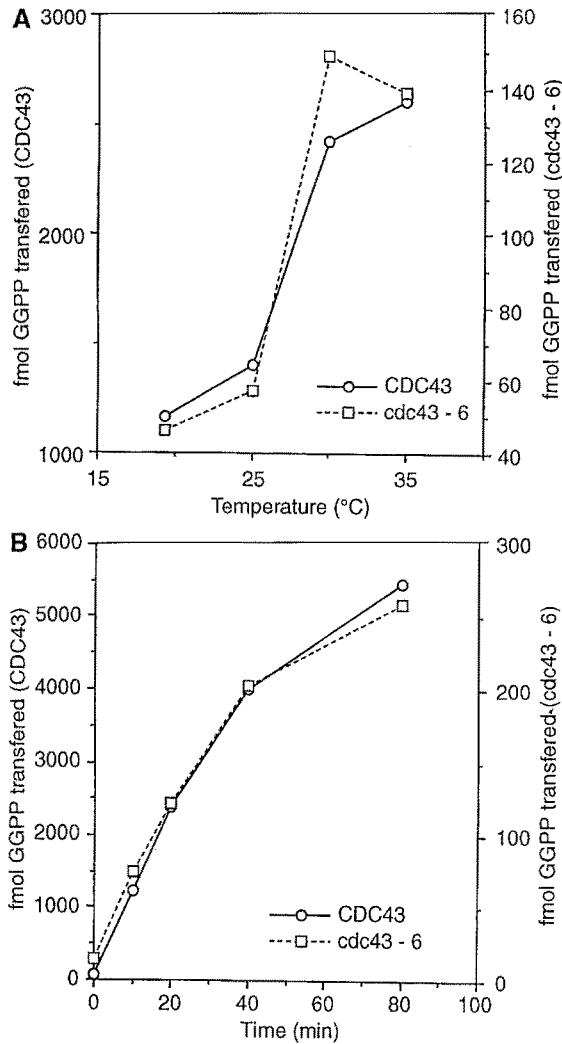 A
3000
2000
1000
fmol GGPP transfered (CDC43)
160
140
120
100
80
60
40
fmol GGPP transfered (cdc43 - 6)
CDC43
cdc43 - 6
15
25
35
Temperature (°C)
B
6000
5000
4000
3000
2000
1000
0
fmol GGPP transfered (CDC43)
300
200
100
0
fmol GGPP transfered (cdc43 - 6)
CDC43
cdc43 - 6
0
20
40
60
80
100
Time (min)